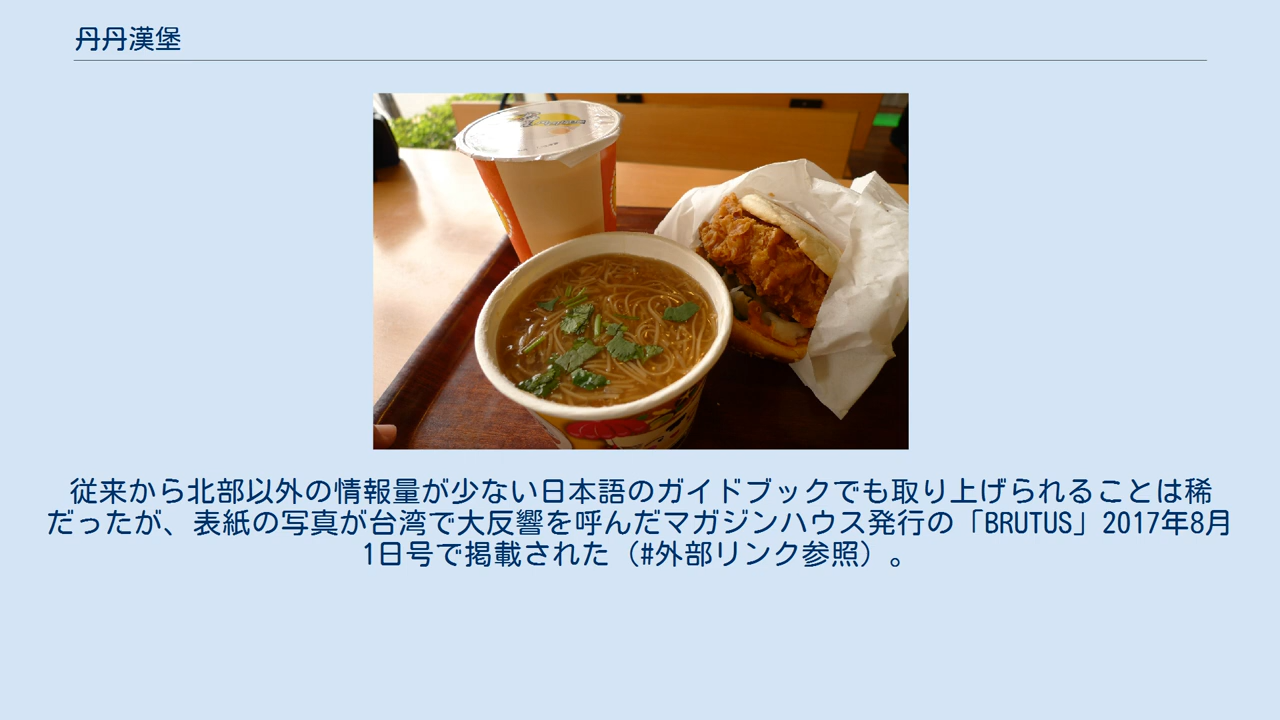 丹丹漢堡
従来から北部以外の情報量が少ない日本語のガイドブックでも取り上げられることは稀
だったが、表紙の写真が台湾で大反響を呼んだマガジンハウス発行の「BRUTUS」2017年8月
1日号で掲載された（#外部リンク参照）。